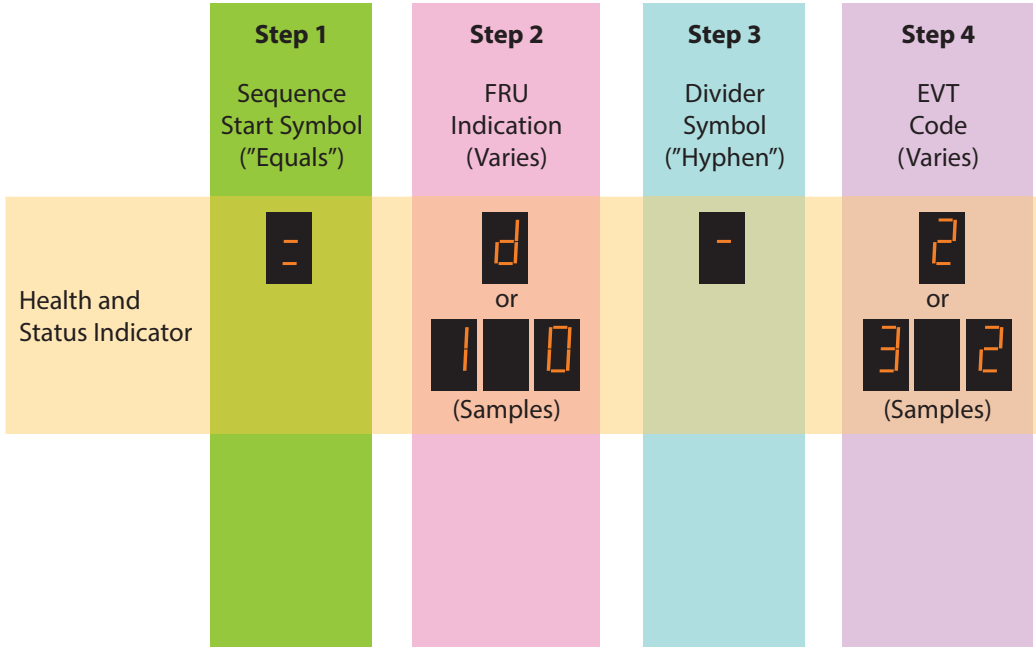 Step 1
Sequence
Start Symbol
(”Equals”)
Step 2
FRU
Indication
(Varies)
Step 3
Divider
Symbol
(”Hyphen”)
Step 4
EVT
Code
(Varies)
Health and
Status Indicator
=
d
or
1 0
(Samples)
-
2
or
3 2
(Samples)